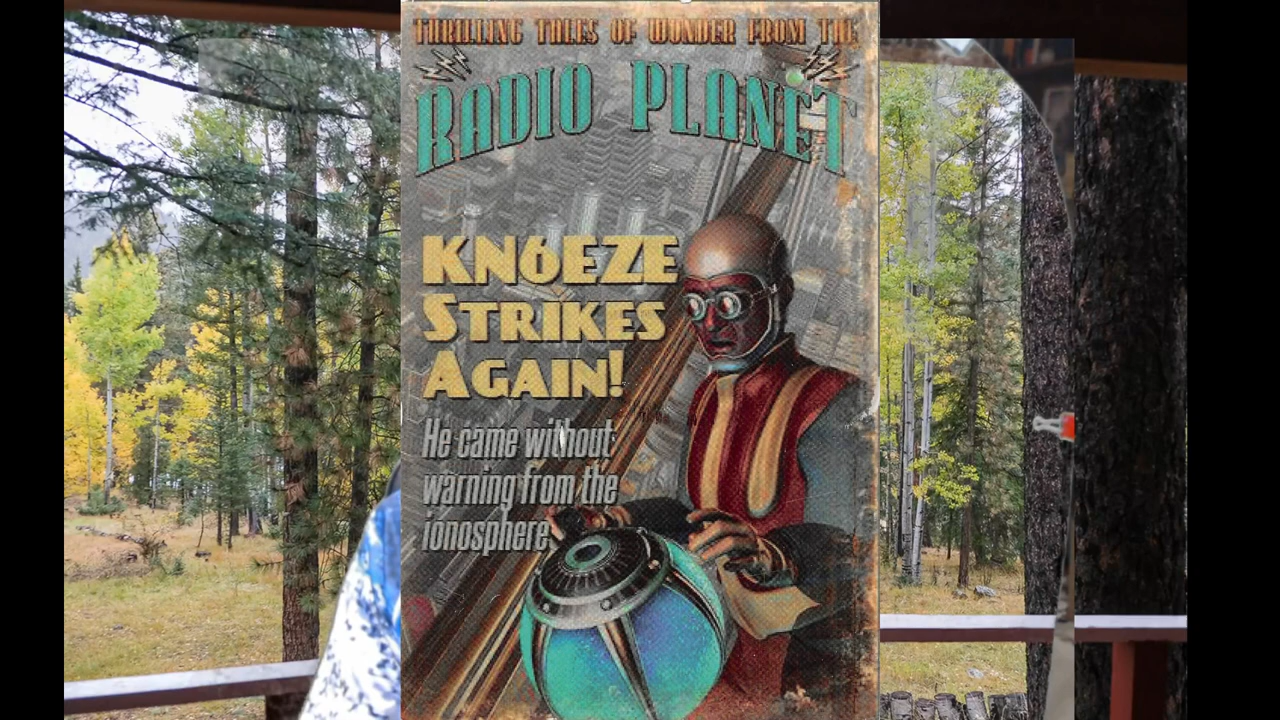 THRILLING TALES OF WONDER FROM THE
RADIO PLANET
KN6EZE
STRIKES
AGAIN!
He came without
warning from the
ionosphere